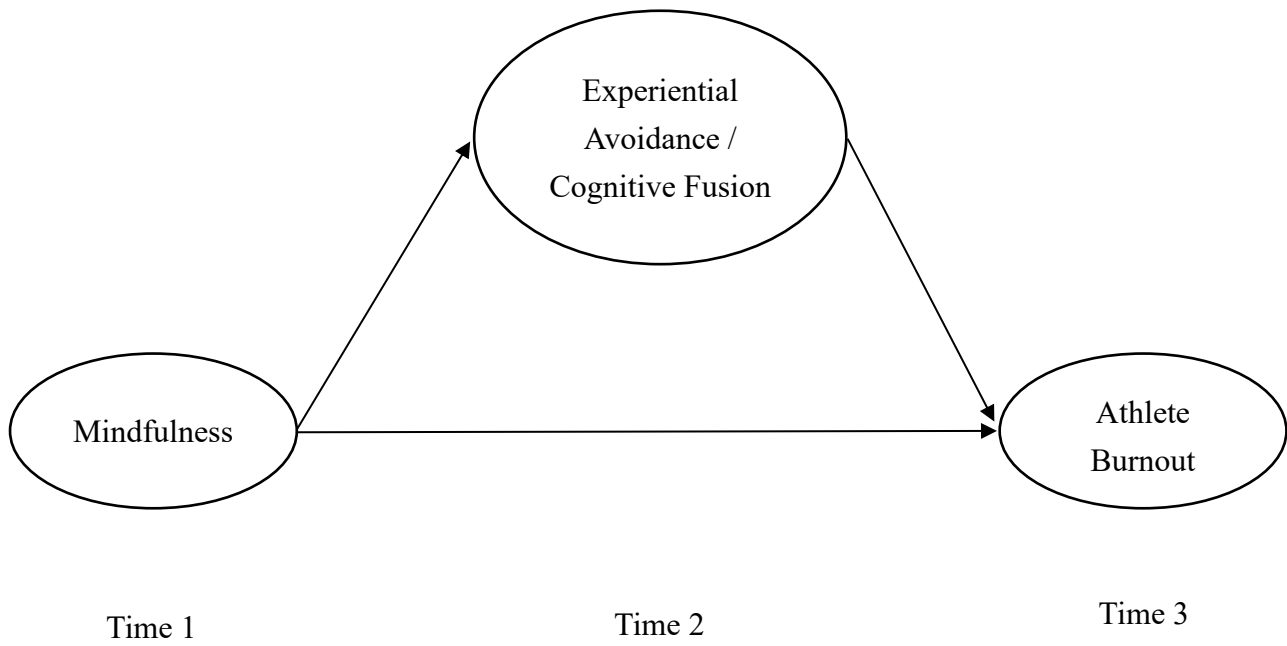 Experiential
Avoidance /
Cognitive Fusion
Mindfulness
Athlete
Burnout
Time 1
Time 2
Time 3